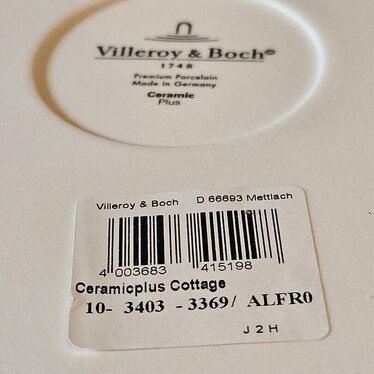 Villeroy & Boch®
1748
Premium Porcelain
Made in Germany
Ceramic
Plus
Villeroy & Boch D 66693 Mettlach
4 003683 415198
Ceramicplus Cottage
10- 3403 - 3369/ ALFR0
J 2 H